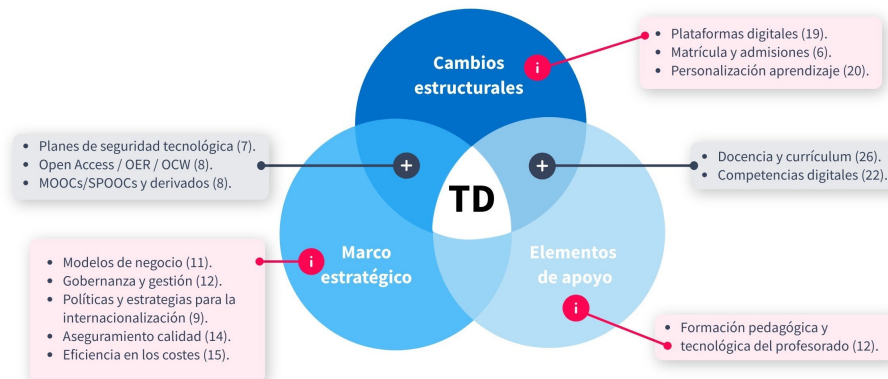 Cambios
estructurales
i
• Plataformas digitales (19).
• Matrícula y admisiones (6).
• Personalización aprendizaje (20).
• Planes de seguridad tecnológica (7).
• Open Access / OER / OCW (8).
• MOOCs/SPOOCs y derivados (8).
+
+
• Docencia y currículum (26).
• Competencias digitales (22).
TD
Marco
estratégico
i
Elementos
de apoyo
i
• Modelos de negocio (11).
• Gobernanza y gestión (12).
• Políticas y estrategias para la
internacionalización (9).
• Aseguramiento calidad (14).
• Eficiencia en los costes (15).
• Formación pedagógica y
tecnológica del profesorado (12).